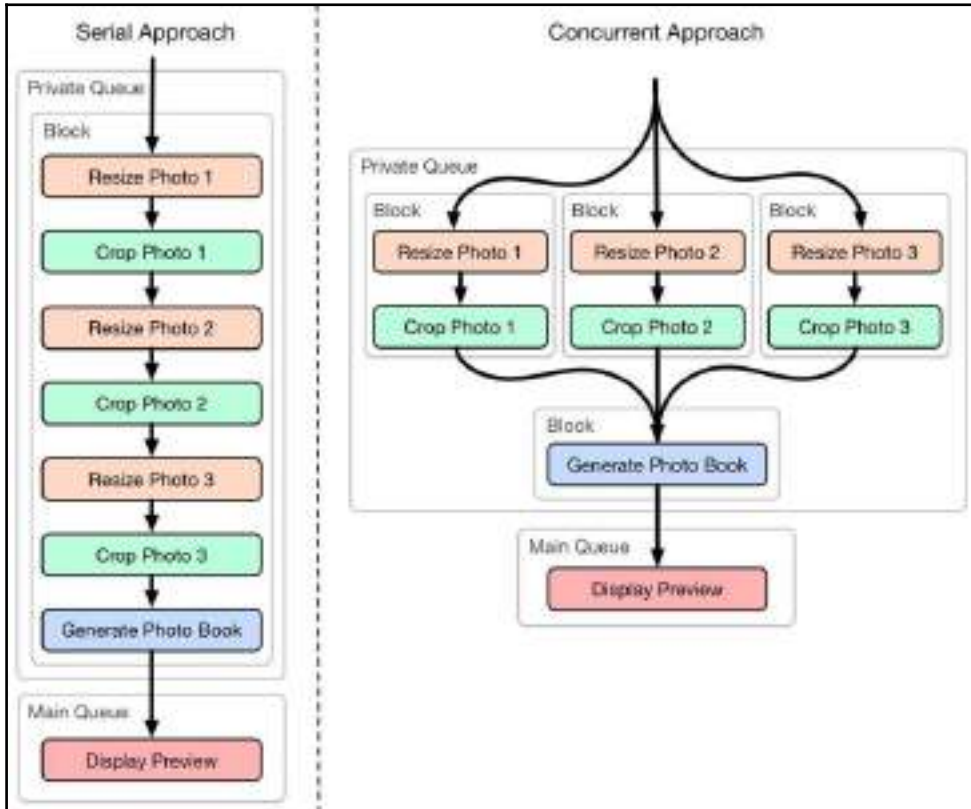 Serial Approach
Private Queue
Block
Resize Photo 1
Crop Photo 1
Resize Photo 2
Crop Photo 2
Resize Photo 3
Crop Photo 3
Generate Photo Book
Main Queue
Display Preview
Concurrent Approach
Private Queue
Block
Block
Block
Resize Photo 1
Resize Photo 2
Resize Photo 3
Crop Photo 1
Crop Photo 2
Crop Photo 3
Block
Generate Photo Book
Main Queue
Display Preview